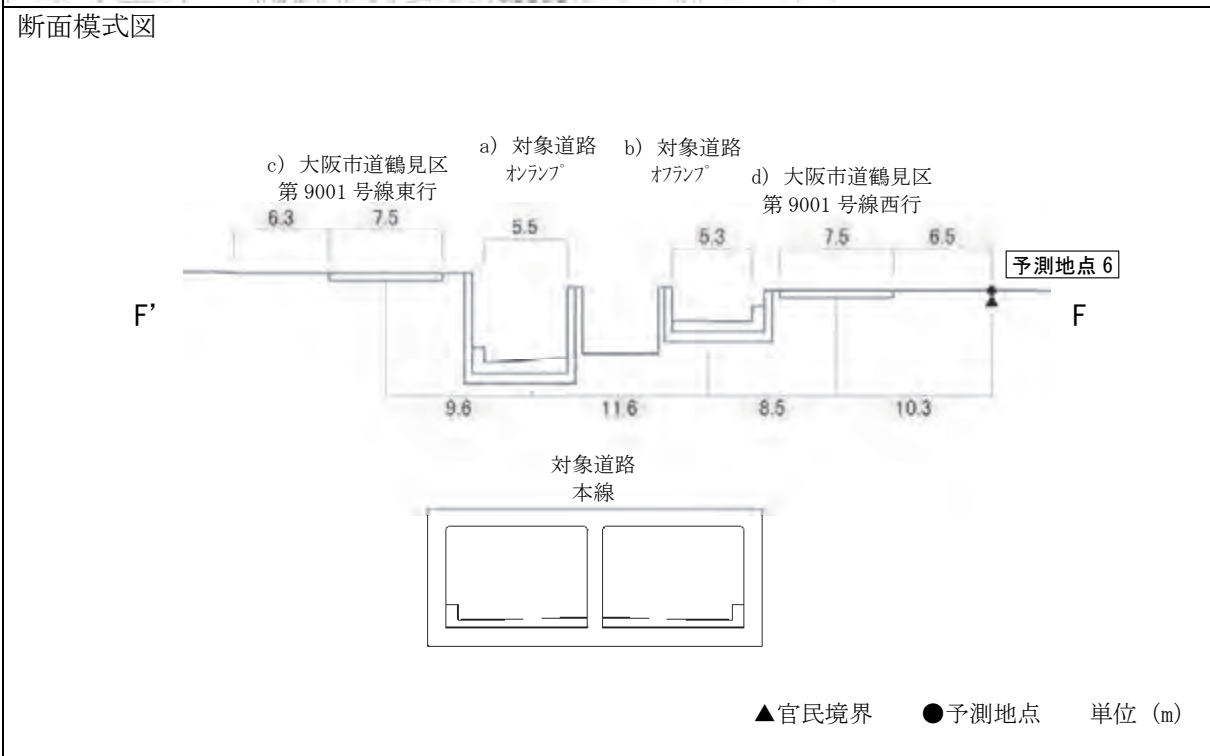 断面模式図
a) 対象道路
オンランプ
b) 対象道路
オフランプ
c) 大阪市道鶴見区
第 9001 号線東行
d) 大阪市道鶴見区
第 9001 号線西行
6.3
7.5
5.5
5.3
7.5
6.5
予測地点 6
F’
F
9.6
11.6
8.5
10.3
対象道路
本線
▲官民境界 ●予測地点 単位 (m)